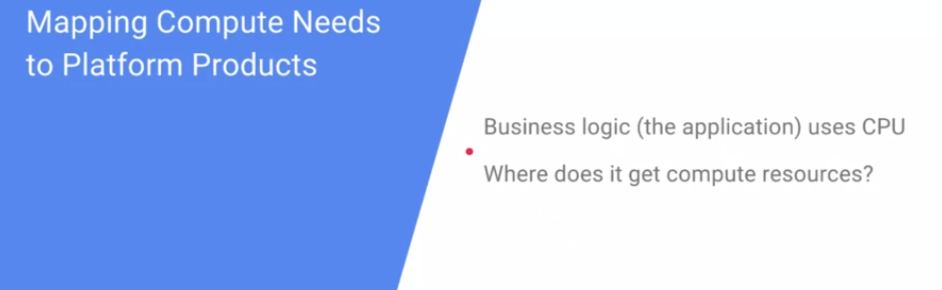 Mapping Compute Needs
to Platform Products
Business logic (the application) uses CPU
Where does it get compute resources?